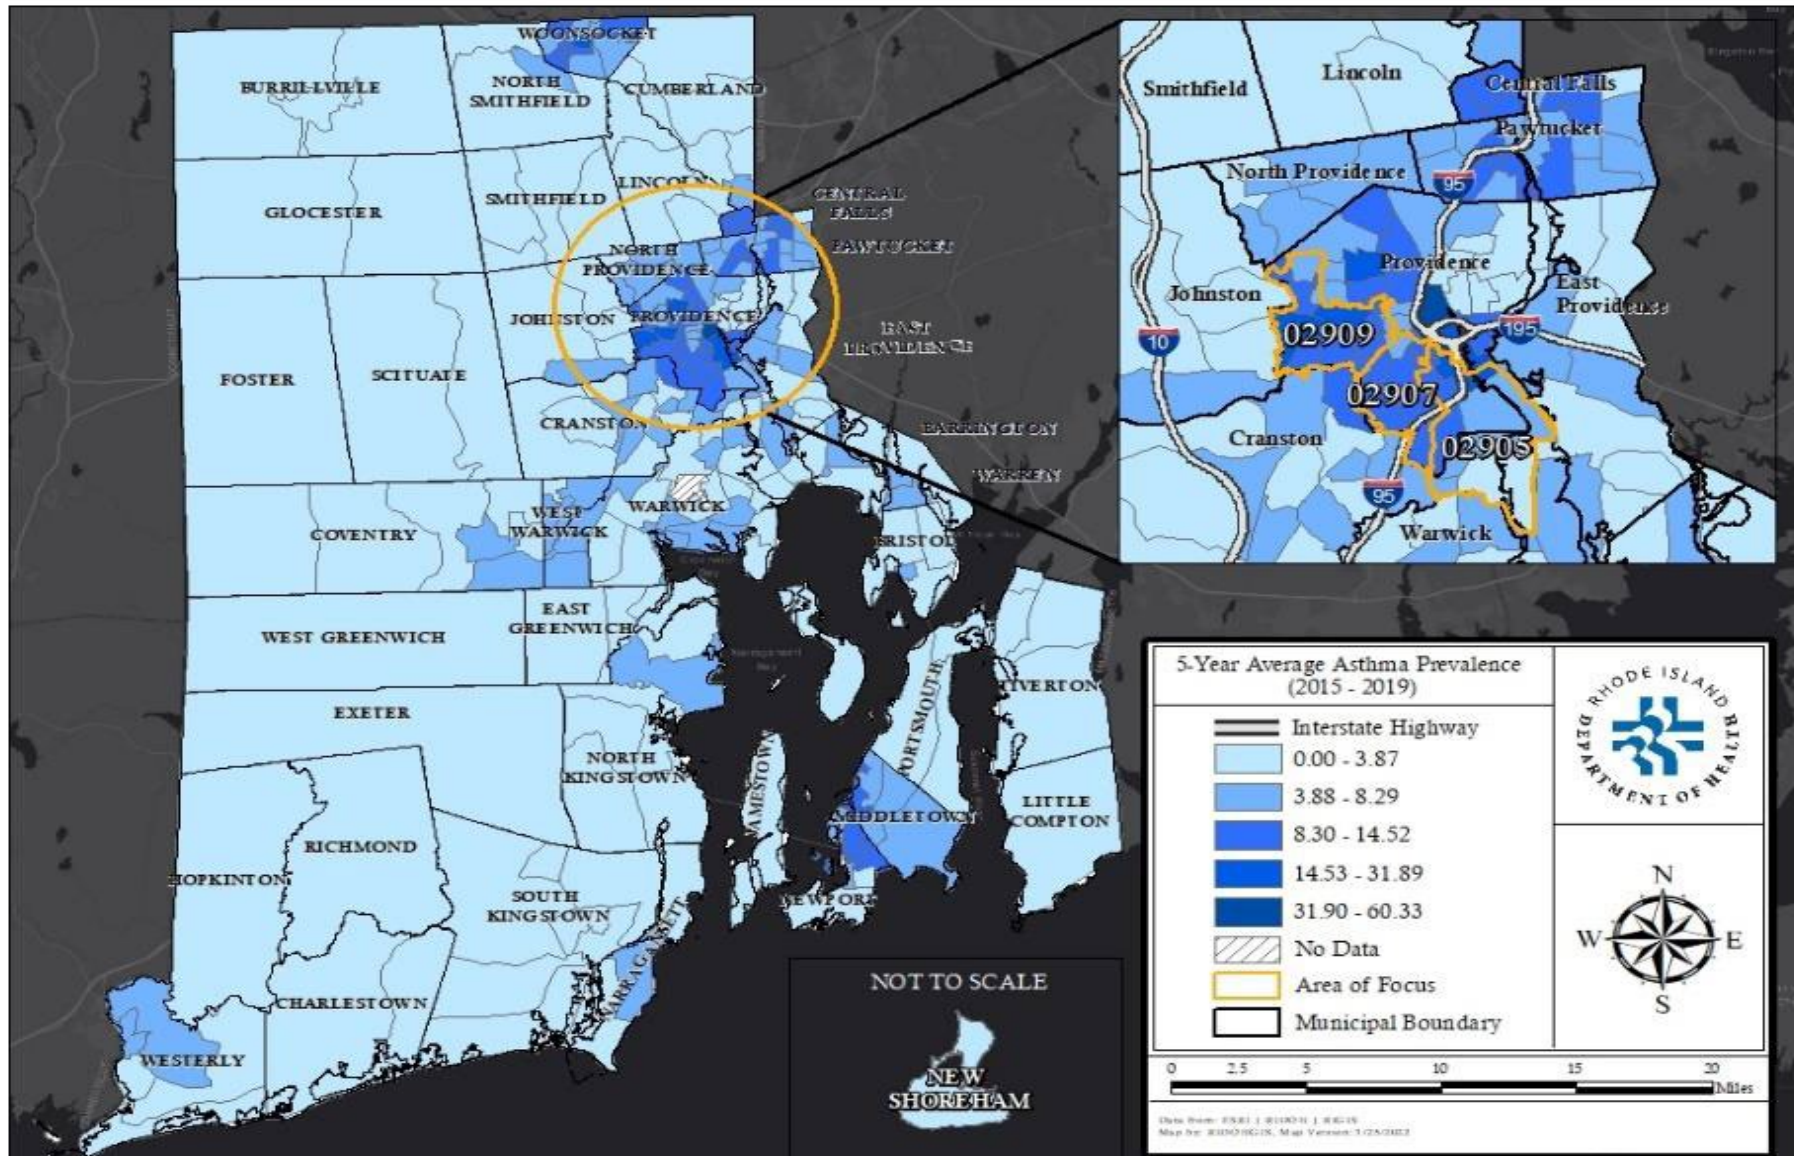 WOONSOCKET
BURRILLVILLE
NORTH
SMITHFIELD
CUMBERLAND
GLOCESTER
SMITHFIELD
LINCOLN
CENTRAL
FALLS
PAWTUCKET
NORTH
PROVIDENCE
FOSTER
SCITUATE
JOHNSTON
PROVIDENCE
EAST
PROVIDENCE
CRANSTON
BARRINGTON
WARREN
COVENTRY
WEST
WARWICK
WARWICK
BRISTOL
WEST GREENWICH
EAST
GREENWICH
EXETER
NORTH
KINGSTOWN
JAMESTOWN
PORTSMOUTH
TIVERTON
MIDDLETOWN
LITTLE
COMPTON
NEWPORT
RICHMOND
HOPKINTON
SOUTH
KINGSTOWN
NARRAGANSETT
CHARLESTOWN
WESTERLY
NOT TO SCALE
NEW
SHOREHAM
Smithfield
Lincoln
Central Falls
Pawtucket
North Providence
95
Providence
Johnston
East
Providence
10
195
02909
02907
Cranston
02905
95
Warwick
5-Year Average Asthma Prevalence
(2015 - 2019)
Interstate Highway
0.00 - 3.87
3.88 - 8.29
8.30 - 14.52
14.53 - 31.89
31.90 - 60.33
No Data
Area of Focus
Municipal Boundary
RHODE ISLAND
DEPARTMENT OF HEALTH
N
W E
S
0 2.5 5 10 15 20
Miles